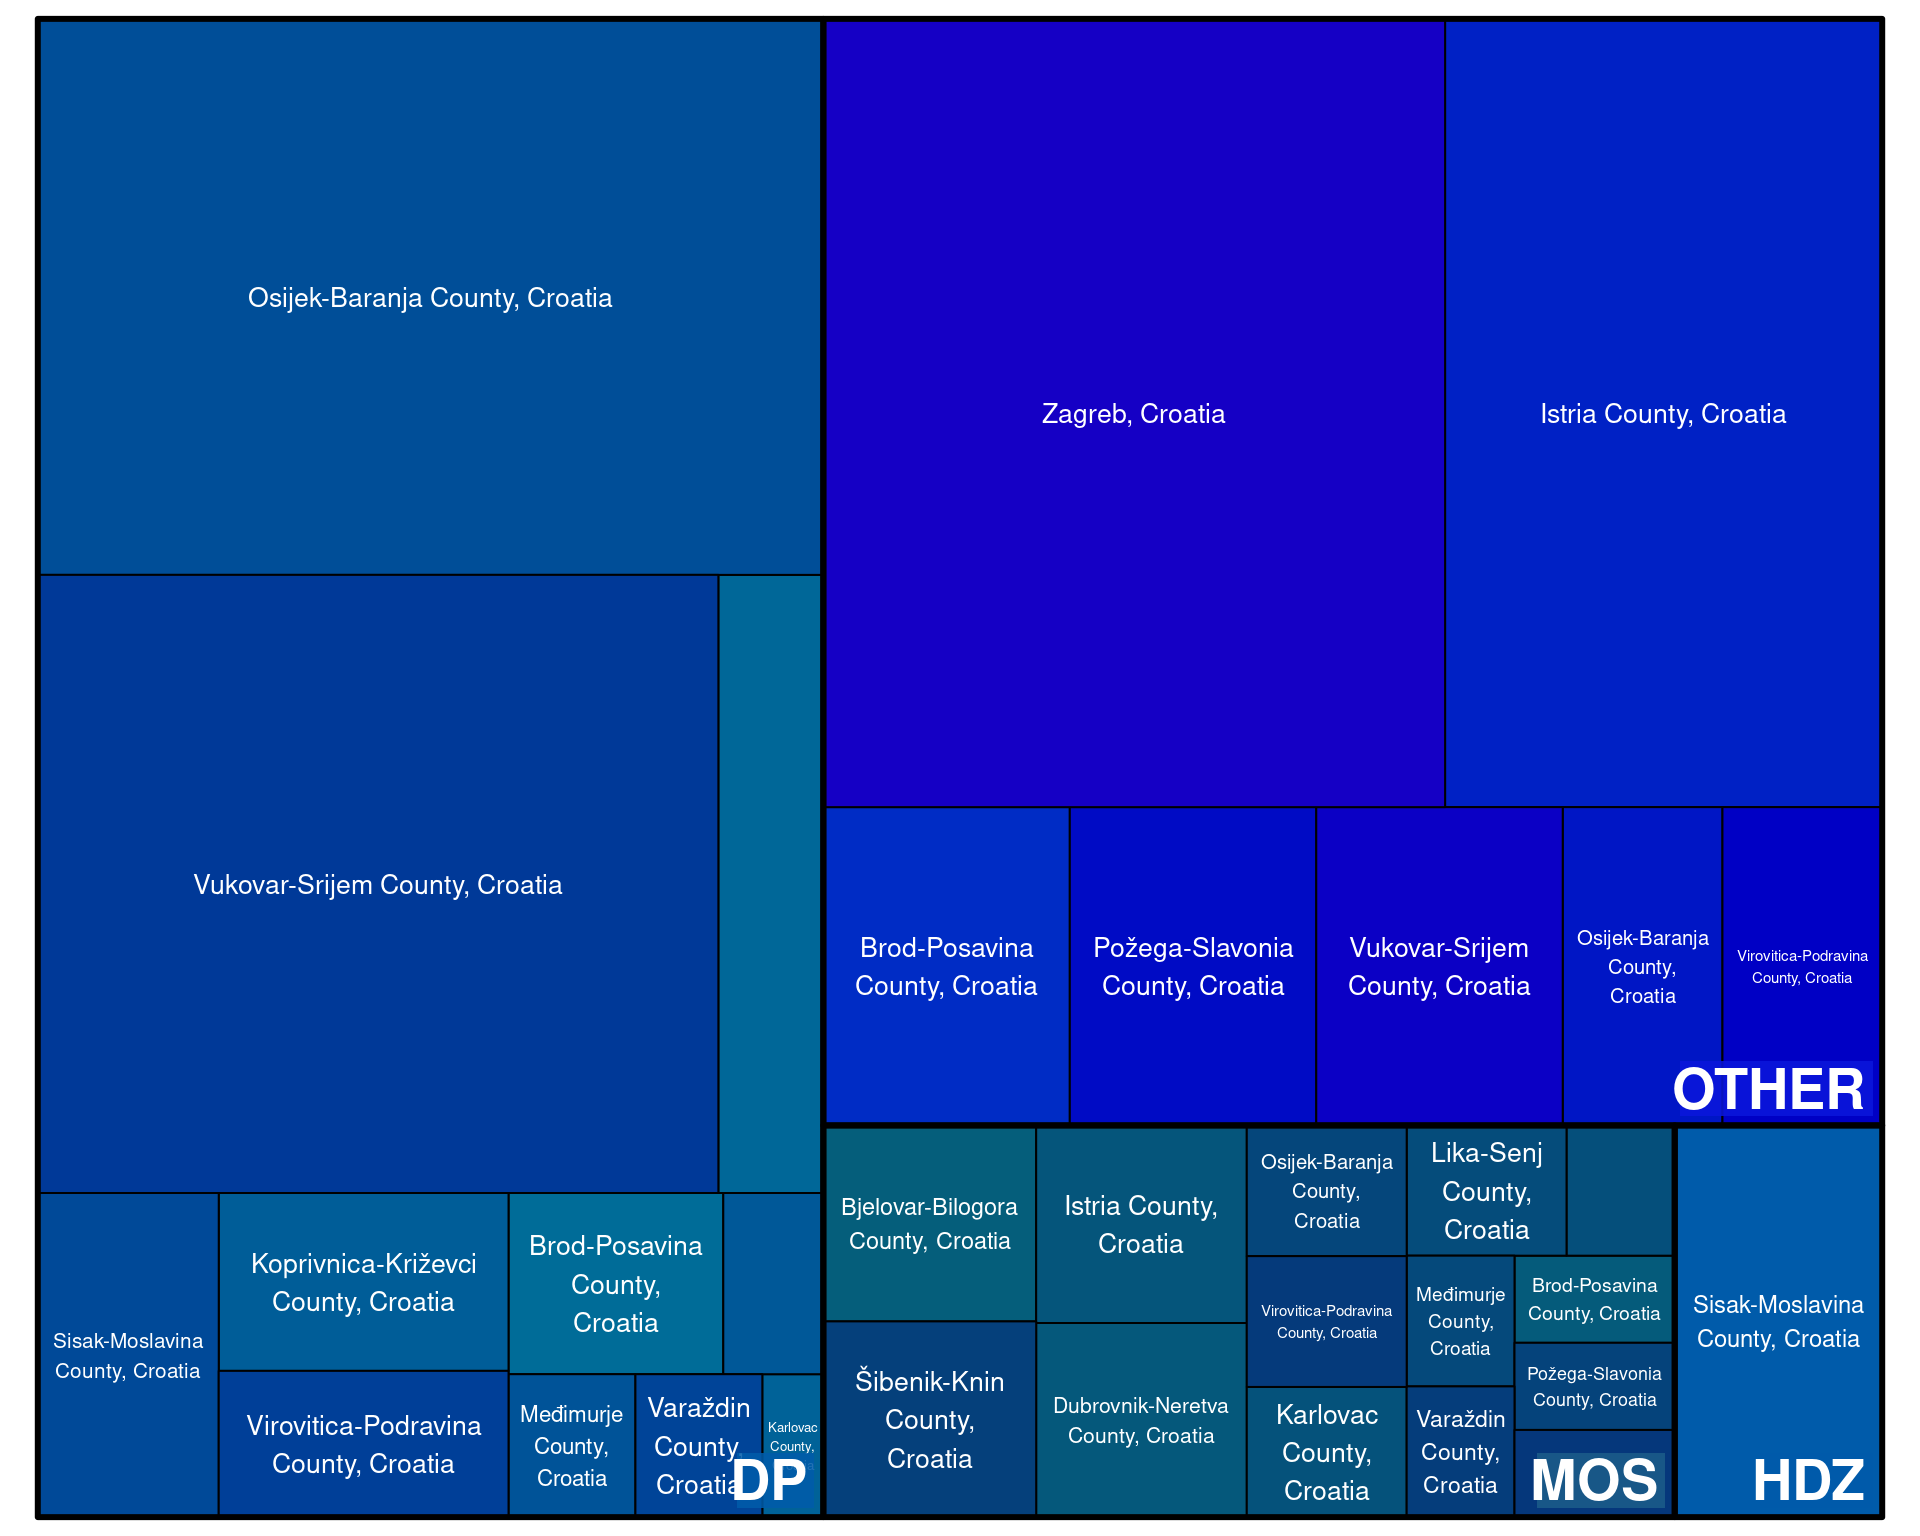 Osijek-Baranja County, Croatia
Vukovar-Srijem County, Croatia
Sisak-Moslavina
County, Croatia
Koprivnica-Križevci
County, Croatia
Virovitica-Podravina
County, Croatia
Brod-Posavina
County,
Croatia
Međimurje
County,
Croatia
Varaždin
County,
Croatia
Karlovac
County,
DP
Zagreb, Croatia
Istria County, Croatia
Brod-Posavina
County, Croatia
Požega-Slavonia
County, Croatia
Vukovar-Srijem
County, Croatia
Osijek-Baranja
County,
Croatia
Virovitica-Podravina
County, Croatia
OTHER
Bjelovar-Bilogora
County, Croatia
Šibenik-Knin
County,
Croatia
Istria County,
Croatia
Dubrovnik-Neretva
County, Croatia
Osijek-Baranja
County,
Croatia
Virovitica-Podravina
County, Croatia
Karlovac
County,
Croatia
Lika-Senj
County,
Croatia
Međimurje
County,
Croatia
Varaždin
County,
Croatia
Brod-Posavina
County, Croatia
Požega-Slavonia
County, Croatia
MOS
Sisak-Moslavina
County, Croatia
HDZ